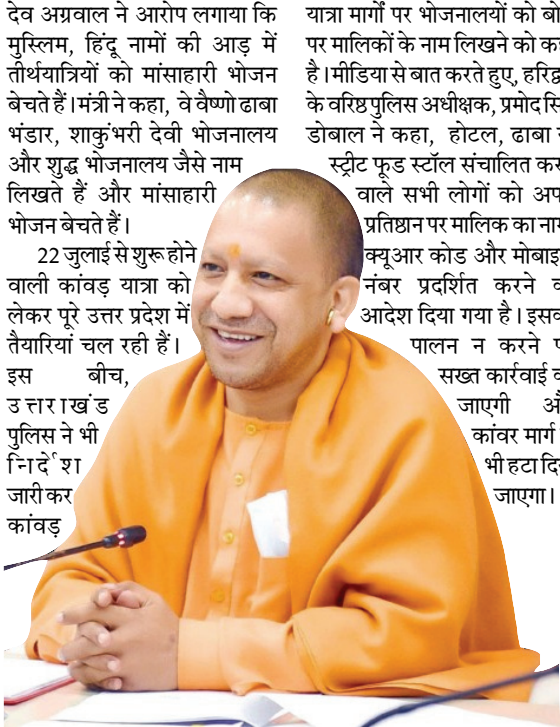 देव अग्रवाल ने आरोप लगाया कि
मुस्लिम, हिंदू नामों की आड़ में
तीर्थयात्रियों को मांसाहारी भोजन
बेचते हैं। मंत्री ने कहा, वे वैष्णो ढाबा
भंडार, शाकुंभरी देवी भोजनालय
और शुद्ध भोजनालय जैसे नाम
लिखते हैं और मांसाहारी
भोजन बेचते हैं।
22 जुलाई से शुरू होने
वाली कांवड़ यात्रा को
लेकर पूरे उत्तर प्रदेश में
तैयारियां चल रही हैं।
इस बीच,
उत्तराखंड
पुलिस ने भी
निर्देश
जारी कर
कांवड़
यात्रा मार्गों पर भोजनालयों को
पर मालिकों के नाम लिखने को
है। मीडिया से बात करते हुए,
के वरिष्ठ पुलिस अधीक्षक, प्रमोद
डोबाल ने कहा, होटल, ढाबा
स्ट्रीट फूड स्टॉल संचालित
वाले सभी लोगों को
प्रतिष्ठान पर मालिक का
क्यूआर कोड और
नंबर प्रदर्शित करने
आदेश दिया गया है।
पालन न करने
सख्त कार्रवाई
जाएगी
कांवर मार्ग
भी हटा
जाएगा।